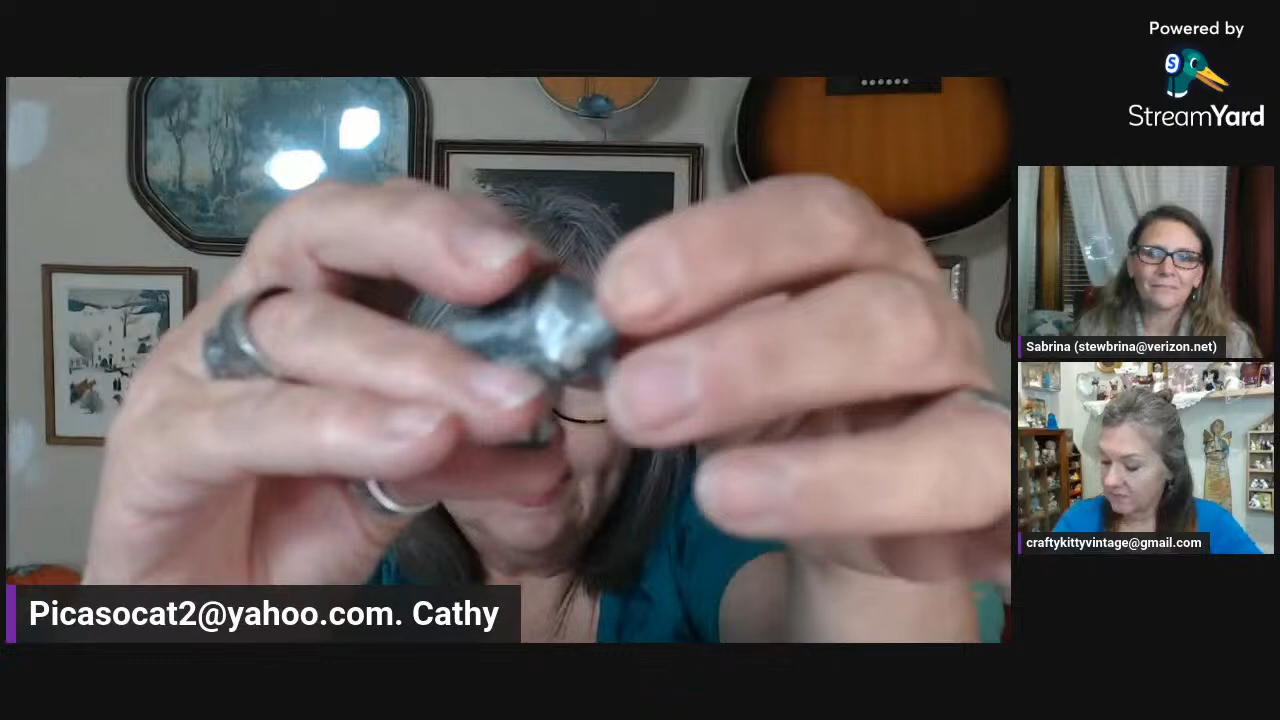 Powered by
StreamYard
Sabrina (stewbrina@verizon.net)
craftykittyvintage@gmail.com
Picasocat2@yahoo.com. Cathy